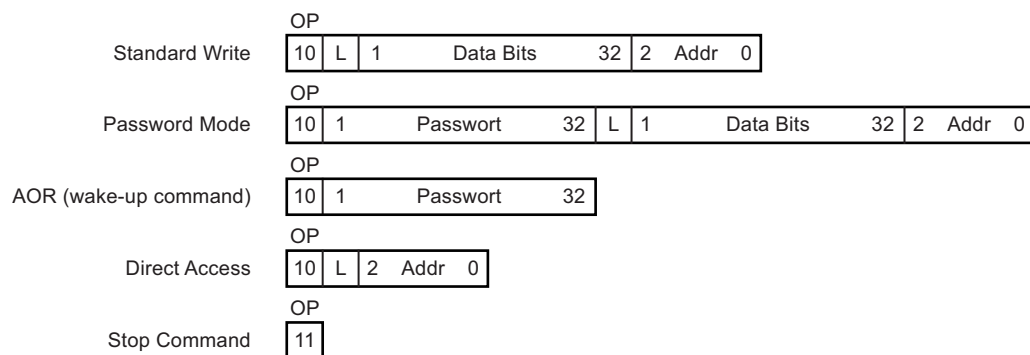 OP
Standard Write 10 L 1 Data Bits 32 2 Addr 0
OP
Password Mode 10 1 Passwort 32 L 1 Data Bits 32 2 Addr 0
OP
AOR (wake-up command) 10 1 Passwort 32
OP
Direct Access 10 L 2 Addr 0
OP
Stop Command 11